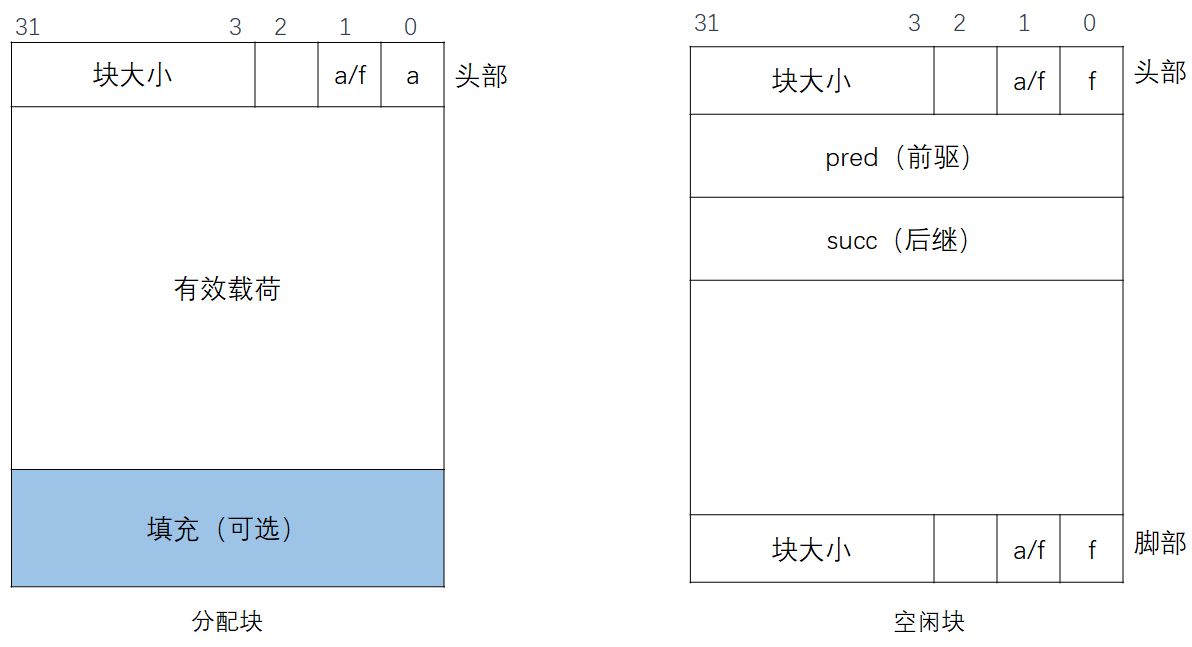 31 3 2 1 0
块大小 a/f a 头部
有效载荷
填充（可选）
分配块
31 3 2 1 0
块大小 a/f f 头部
pred（前驱）
succ（后继）
块大小 a/f f 脚部
空闲块